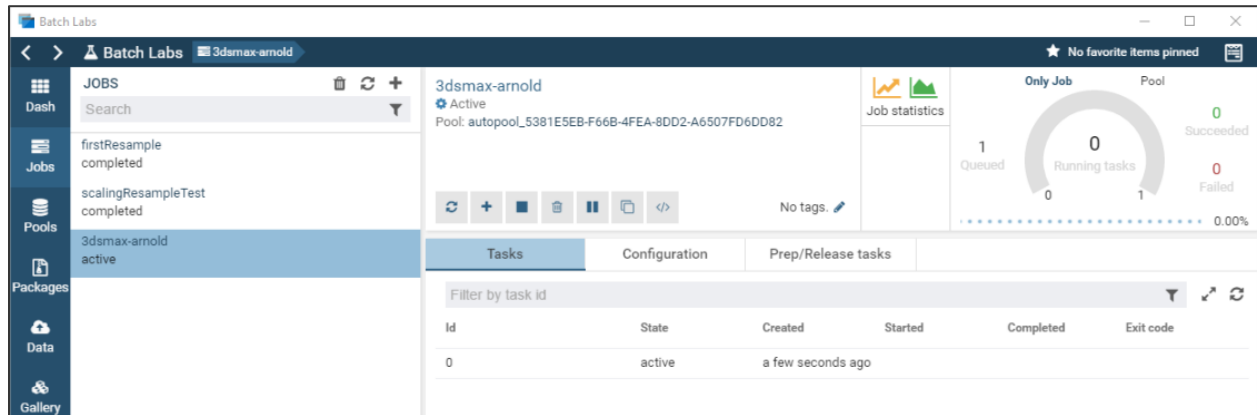 Batch Labs
Batch Labs 3dsmax-arnold No favorite items pinned
Dash
Jobs
Pools
Packages
Data
Gallery
JOBS
Search
firstResample
completed
scalingResampleTest
completed
3dsmax-arnold
active
3dsmax-arnold
Active
Pool: autopool_5381E5EB-F66B-4FEA-8DD2-A6507FD6DD82
No tags.
Job statistics
Only Job Pool
1
Queued
0
Running tasks
0 1
0
Succeeded
0
Failed
0.00%
Tasks Configuration Prep/Release tasks
Filter by task id
Id State Created Started Completed Exit code
0 active a few seconds ago